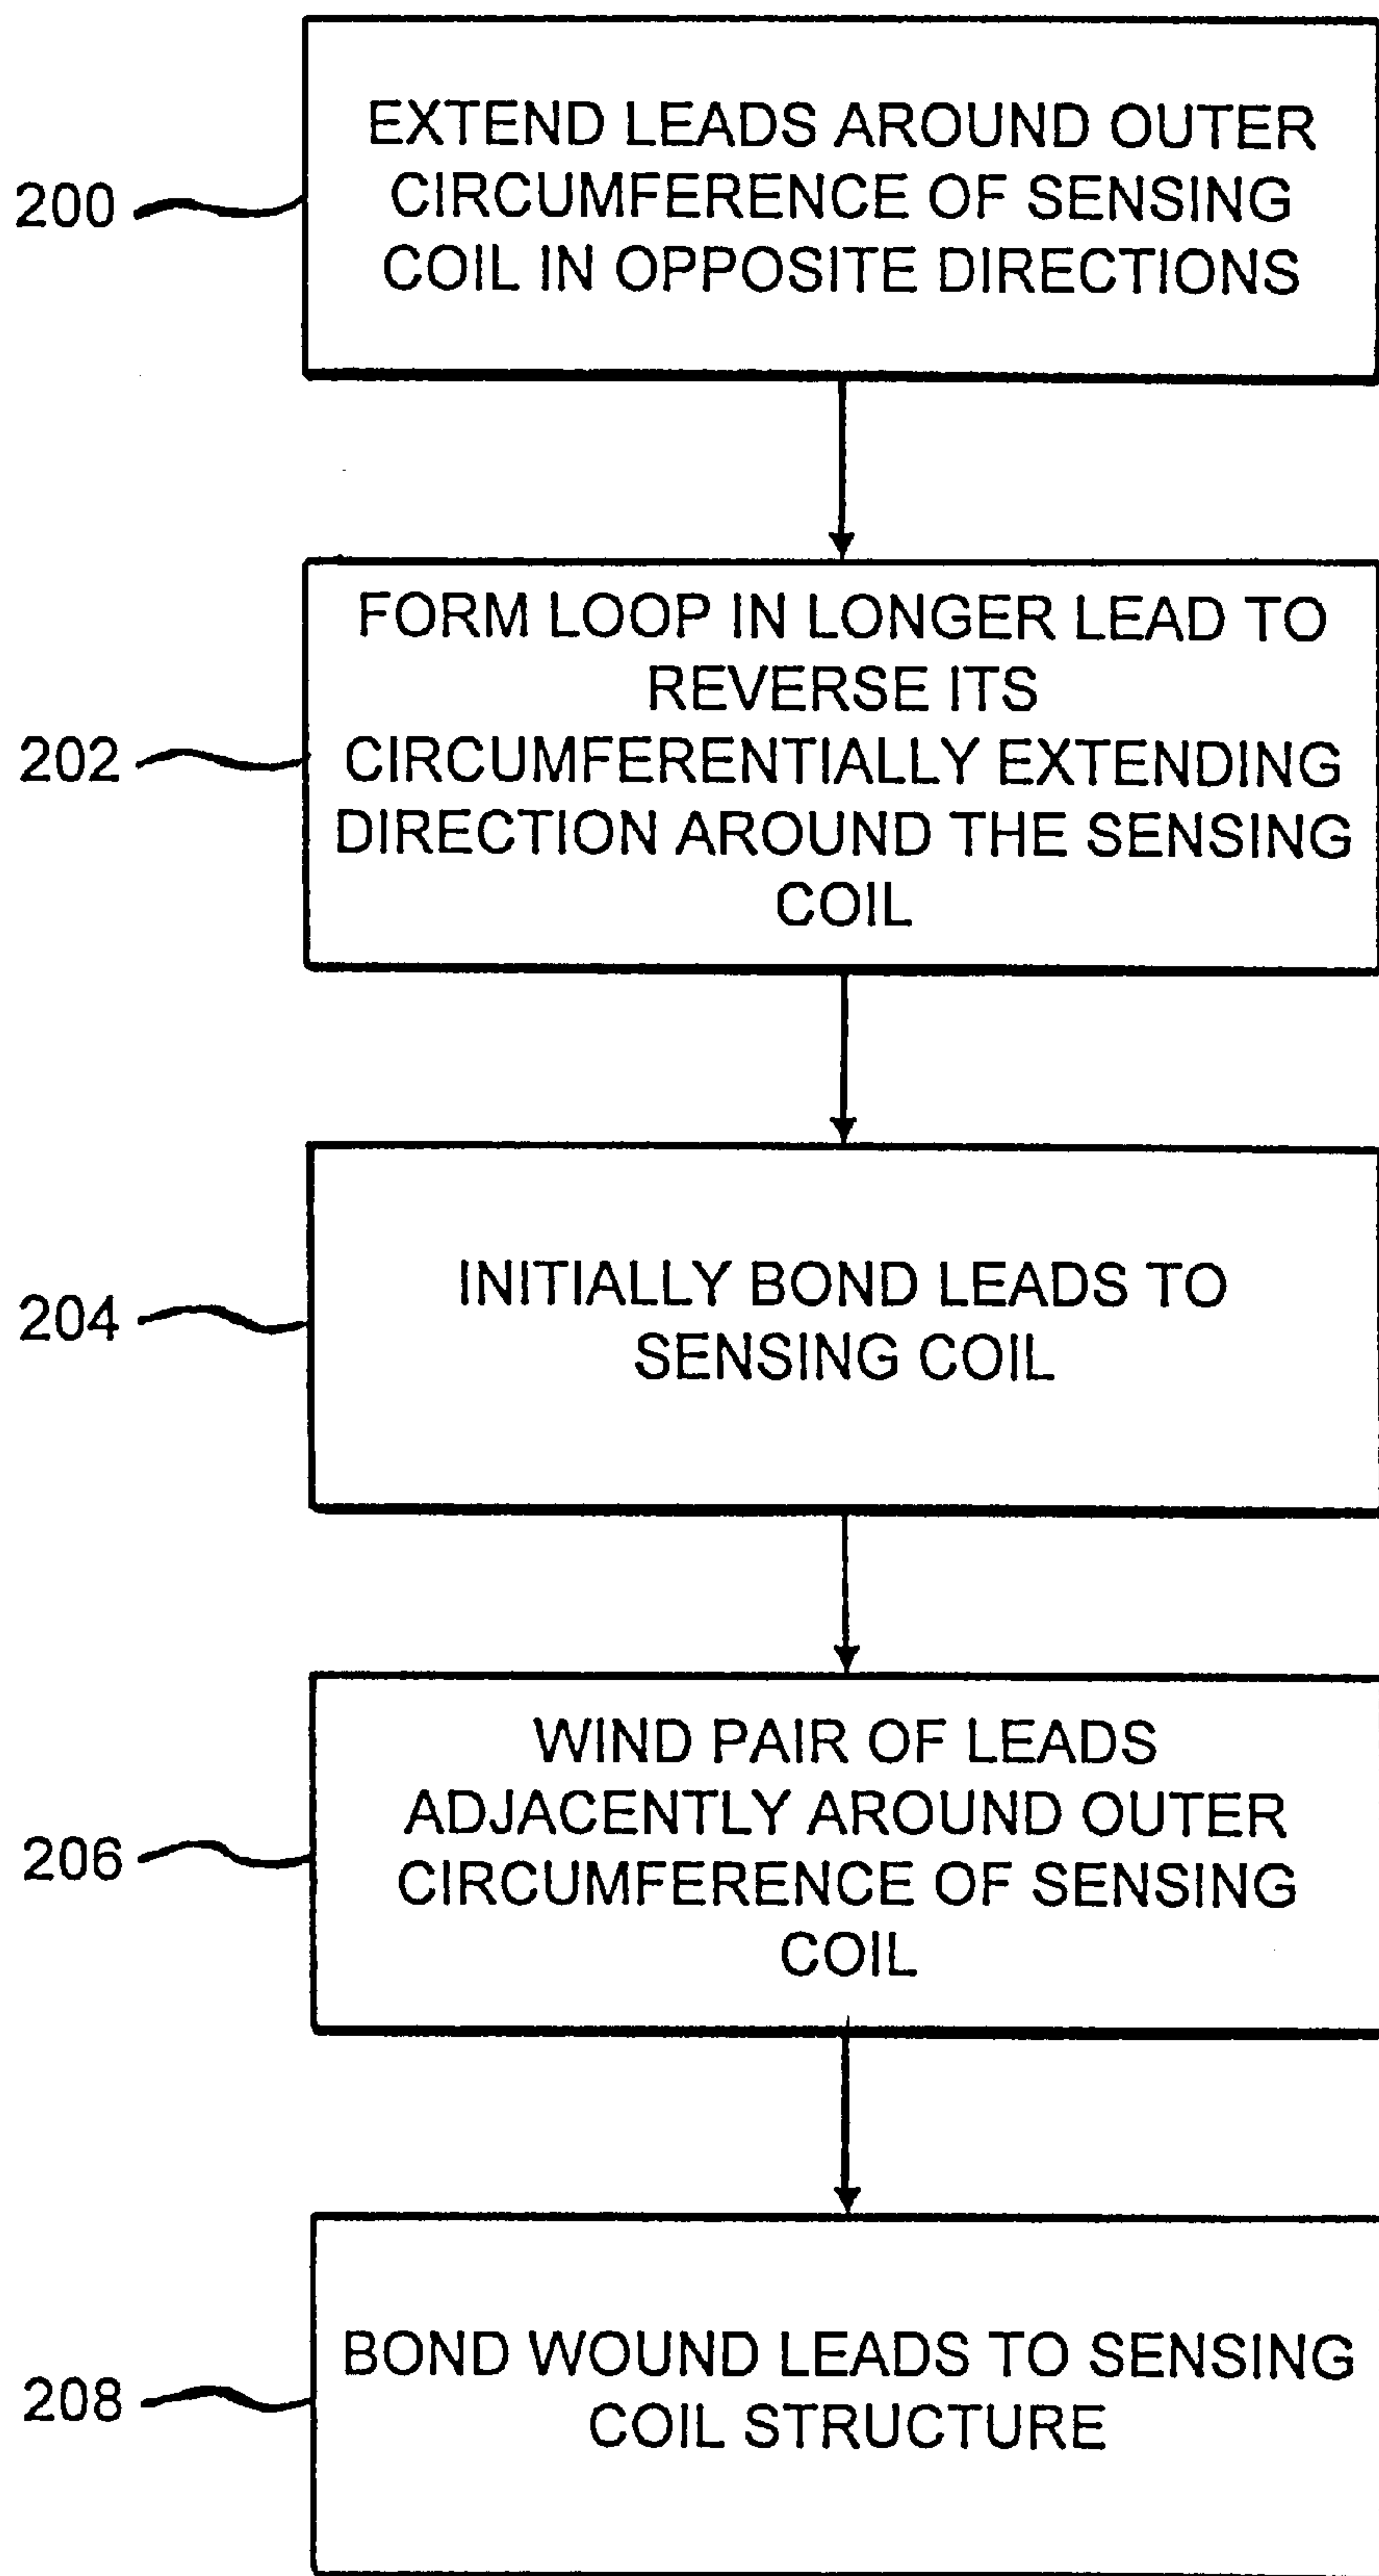 EXTEND LEADS AROUND OUTER
CIRCUMFERENCE OF SENSING
COIL IN OPPOSITE DIRECTIONS
200
FORM LOOP IN LONGER LEAD TO
REVERSE ITS
CIRCUMFERENTIALLY EXTENDING
DIRECTION AROUND THE SENSING
COIL
202
INITIALLY BOND LEADS TO
SENSING COIL
204
WIND PAIR OF LEADS
ADJACENTLY AROUND OUTER
CIRCUMFERENCE OF SENSING
COIL
206
BOND WOUND LEADS TO SENSING
COIL STRUCTURE
208